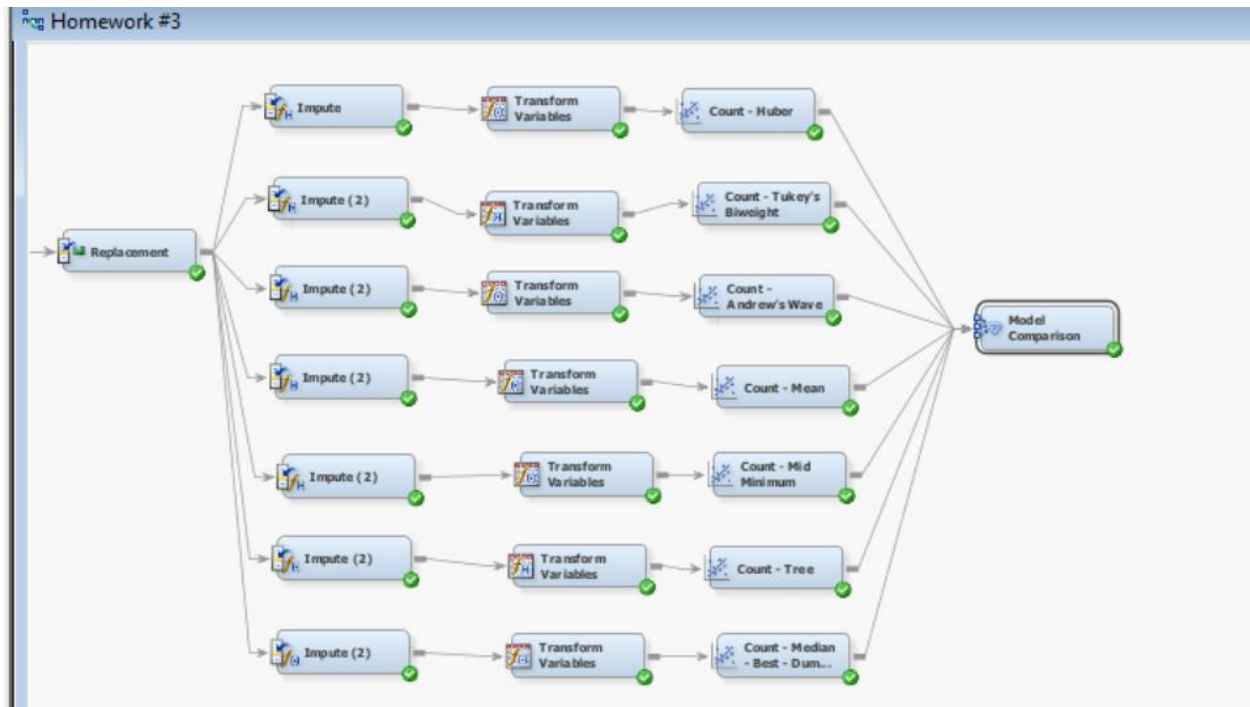 Homework #3
Impute
Transform
Variables
Count - Huber
Impute (2)
Transform
Variables
Count - Tukey's
Biweight
Replacement
Impute (2)
Transform
Variables
Count -
Andrew's Wave
Model
Comparison
Impute (2)
Transform
Variables
Count - Mean
Impute (2)
Transform
Variables
Count - Mid
Minimum
Impute (2)
Transform
Variables
Count - Tree
Impute (2)
Transform
Variables
Count - Median
- Best - Dum...